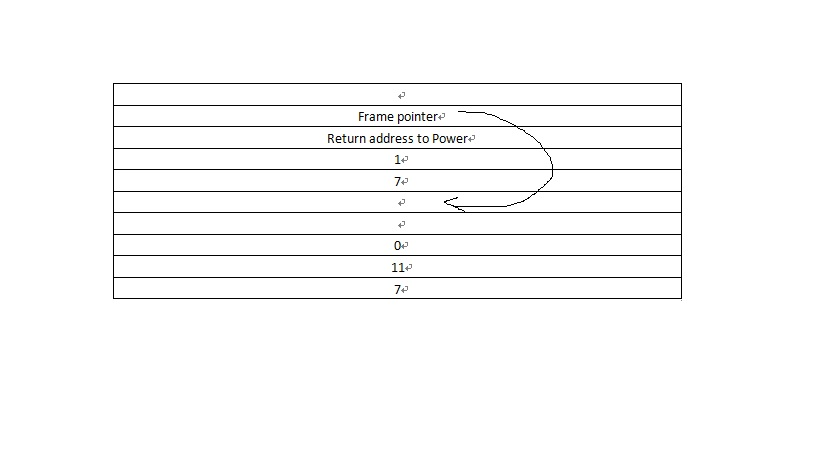 Frame pointer
Return address to Power
1
7
0
11
7